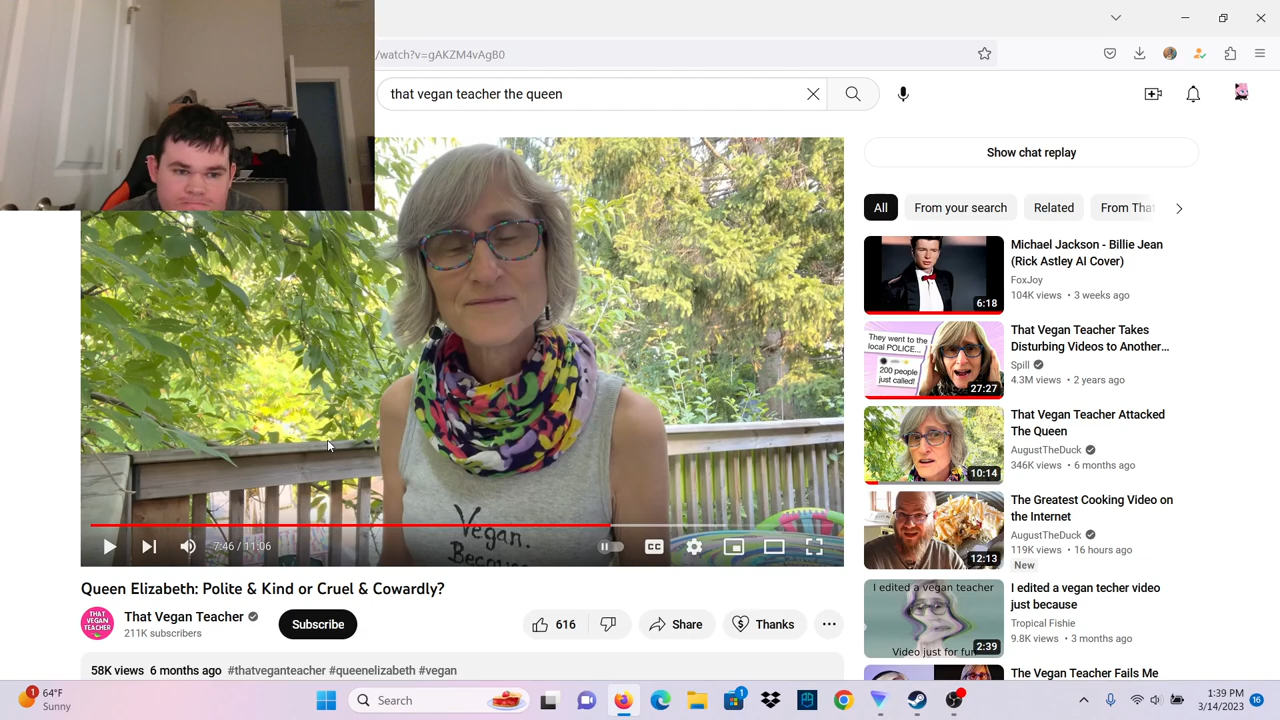 /watch?v=gAKZM4vAgB0
that vegan teacher the queen
Vegan.
Because
7:46 / 11:06
CC
Queen Elizabeth: Polite & Kind or Cruel & Cowardly?
THAT
VEGAN
TEACHER
That Vegan Teacher
211K subscribers
Subscribe
616
Share
Thanks
58K views 6 months ago #thatveganteacher #queenelizabeth #vegan
Show chat replay
All
From your search
Related
From Tha
They went to the
local POLICE...
200 people
just called!
I edited a vegan teacher
Video just for fun
6:18
Michael Jackson - Billie Jean
(Rick Astley AI Cover)
FoxJoy
104K views • 3 weeks ago
27:27
That Vegan Teacher Takes
Disturbing Videos to Another...
Spill
4.3M views • 2 years ago
10:14
That Vegan Teacher Attacked
The Queen
AugustTheDuck
346K views • 6 months ago
12:13
The Greatest Cooking Video on
the Internet
AugustTheDuck
119K views • 16 hours ago
New
2:39
I edited a vegan techer video
just because
Tropical Fishie
9.8K views • 3 months ago
The Vegan Teacher Fails Me
1
64°F
Sunny
Search
1
1:39 PM
3/14/2023
16